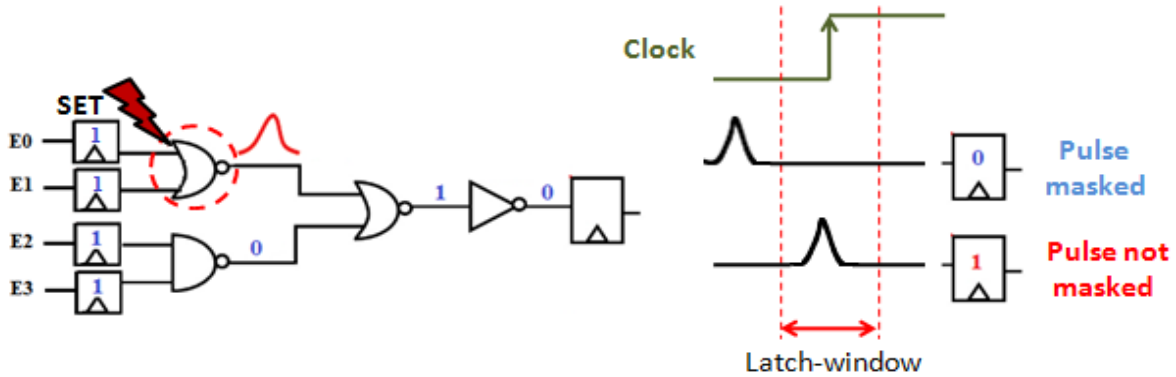 SET
E0
1
E1
1
E2
1
E3
1
0
1
0
Clock
0
Pulse
masked
1
Pulse not
masked
Latch-window